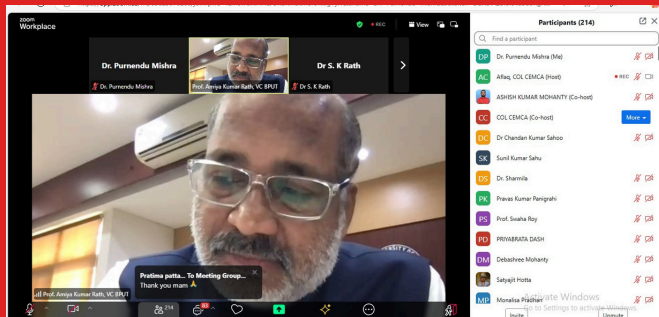 zoom
Workplace
REC
View
Participants (214)
Find a participant
Dr. Purnendu Mishra
Dr. Purnendu Mishra
Prof. Amiya Kumar Rath, VC BPUT
Dr S. K Rath
Dr S. K Rath
DP Dr. Purnendu Mishra (Me)
AC Affaq, COL CEMCA (Host) REC
ASHISH KUMAR MOHANTY (Co-host)
CC COL CEMCA (Co-host) More
DC Dr Chandan Kumar Sahoo
SK Sunil Kumar Sahu
DS Dr. Sharmila
PK Pravas Kumar Panigrahi
PS Prof. Swaha Roy
PD PRIYABRATA DASH
DM Debashree Mohanty
Satyajit Hotta
MP Monalisa Pradhan
Pratima patta... To Meeting Group...
Thank you mam 🙏
Prof. Amiya Kumar Rath, VC BPUT
214
Activate Windows
Go to Settings to activate Windows.
Invite
Unmute